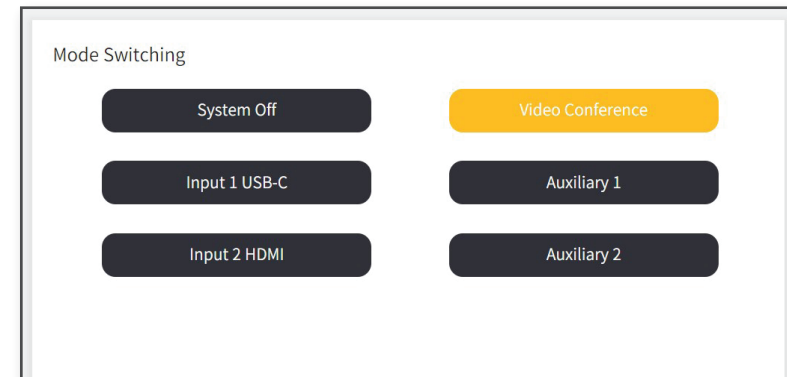 Mode Switching
System Off
Video Conference
Input 1 USB-C
Auxiliary 1
Input 2 HDMI
Auxiliary 2